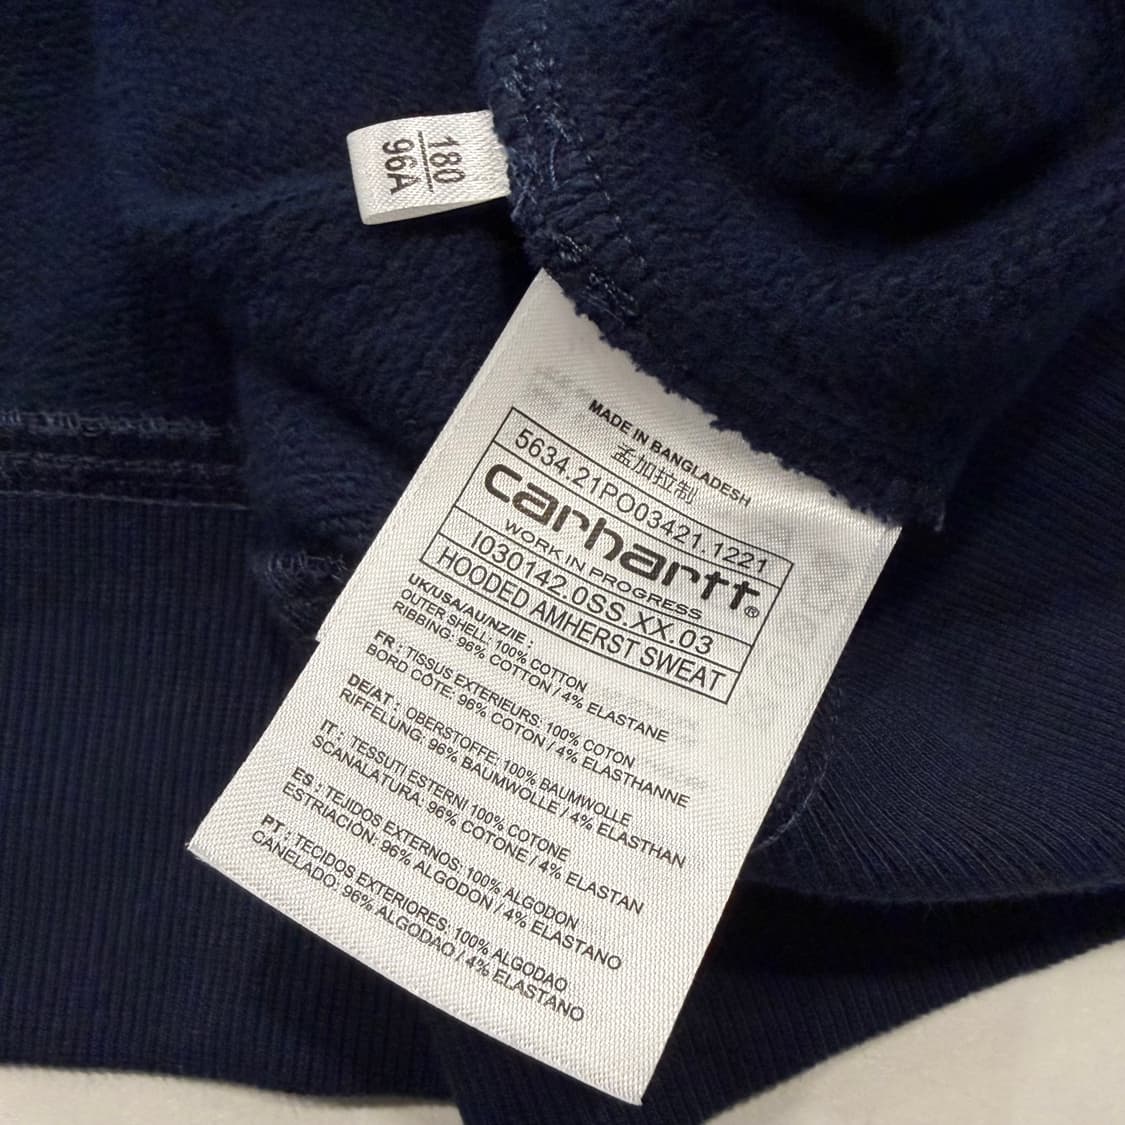 180
96A
MADE IN BANGLADESH
孟加拉制
5634.21PO03421.1221
carhartt®
WORK IN PROGRESS
I030142.0SS.XX.03
HOODED AMHERST SWEAT
UK/USA/AU/NZ/IE :
OUTER SHELL: 100% COTTON
RIBBING: 96% COTTON / 4% ELASTANE
FR : TISSUS EXTERIEURS: 100% COTON
BORD CÔTE: 96% COTON / 4% ELASTHANNE
DE/AT : OBERSTOFFE: 100% BAUMWOLLE
RIFFELUNG: 96% BAUMWOLLE / 4% ELASTHAN
IT : TESSUTI ESTERNI 100% COTONE
SCANALATURA: 96% COTONE / 4% ELASTAN
ES : TEJIDOS EXTERNOS: 100% ALGODON
ESTRIACIÓN: 96% ALGODON / 4% ELASTANO
PT : TECIDOS EXTERIORES: 100% ALGODAO
CANELADO: 96% ALGODAO / 4% ELASTANO